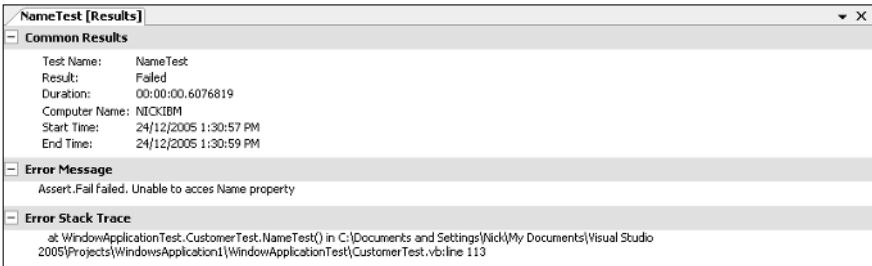 NameTest [Results]
Common Results
Test Name: NameTest
Result: Failed
Duration: 00:00:00.6076819
Computer Name: NICKIBM
Start Time: 24/12/2005 1:30:57 PM
End Time: 24/12/2005 1:30:59 PM
Error Message
Assert.Fail failed. Unable to acces Name property
Error Stack Trace
at WindowApplicationTest.CustomerTest.NameTest() in C:\Documents and Settings\Nick\My Documents\Visual Studio
2005\Projects\WindowsApplication1\WindowApplicationTest\CustomerTest.vb:line 113